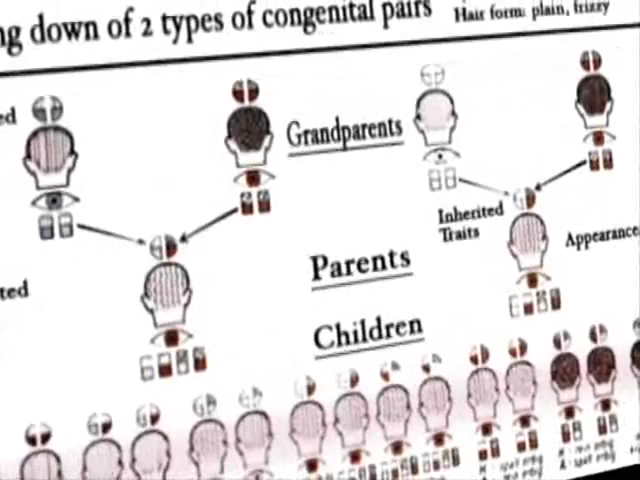 ng down of 2 types of congenital pairs
Hair form: plain, frizzy
ed
Grandparents
Inherited
Traits
Appearance
ted
Parents
Children